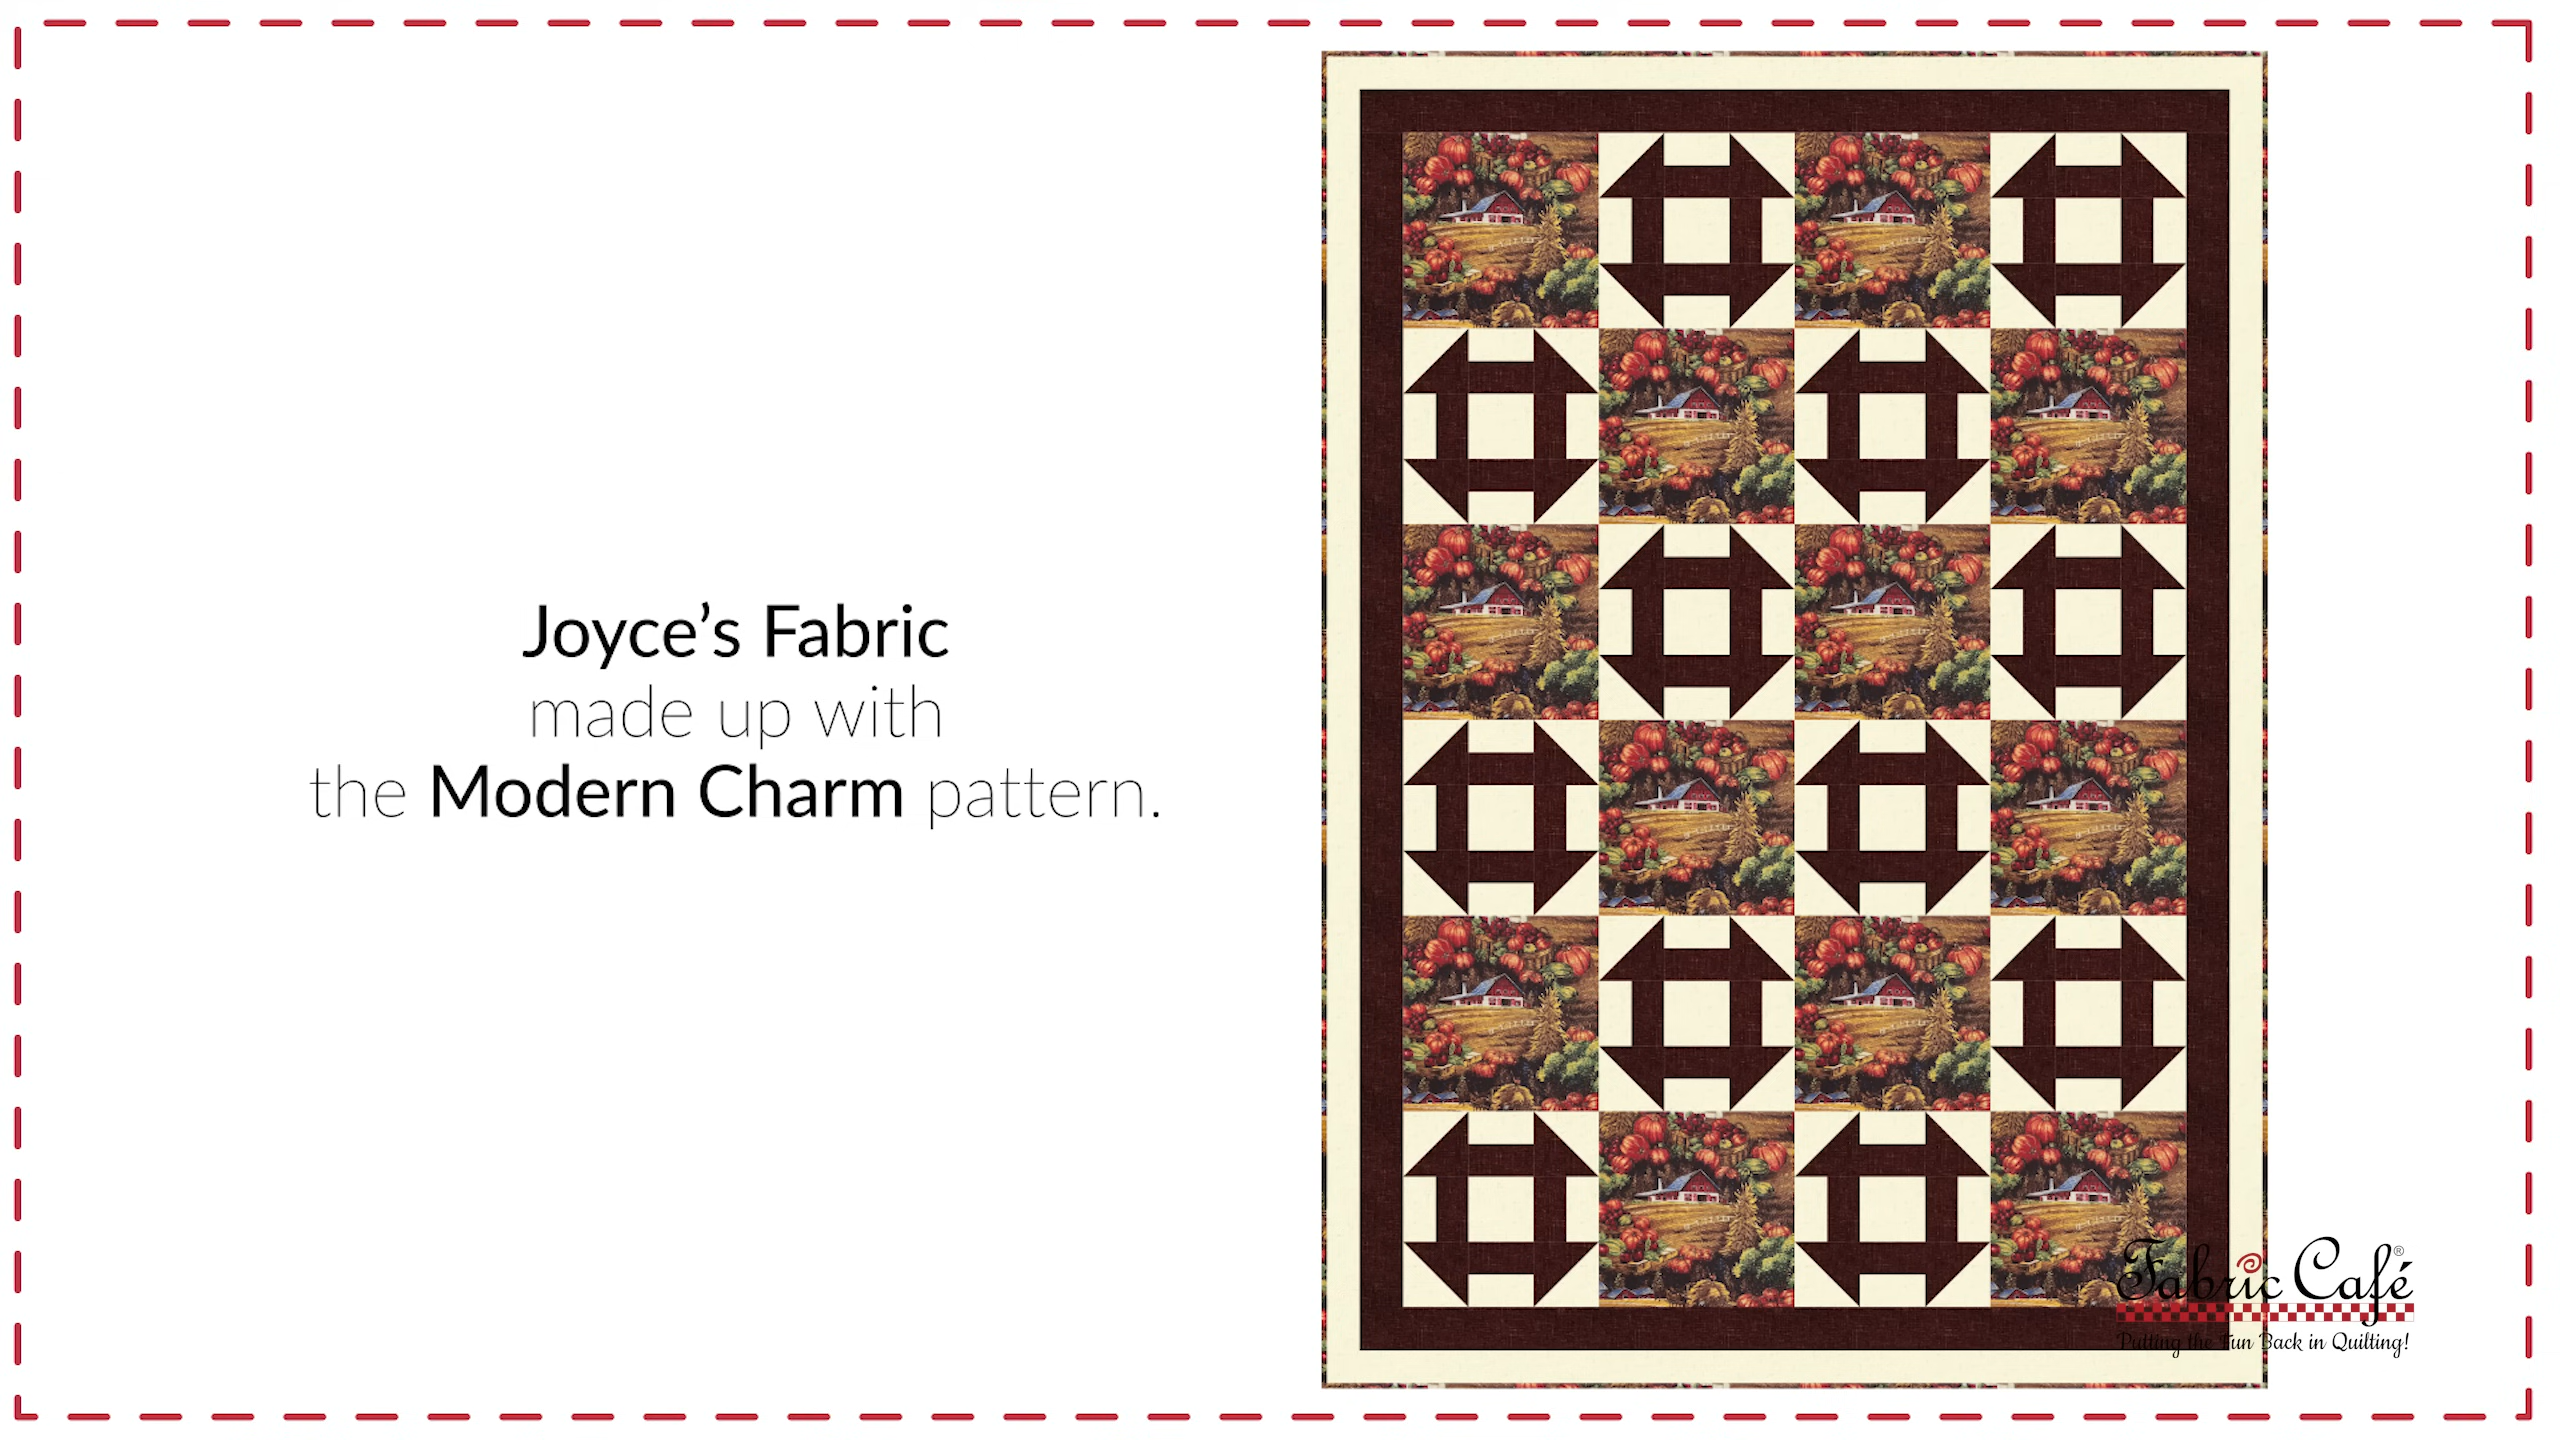 Joyce’s Fabric
made up with
the Modern Charm pattern.
Fabric Café®
Putting the Fun Back in Quilting!